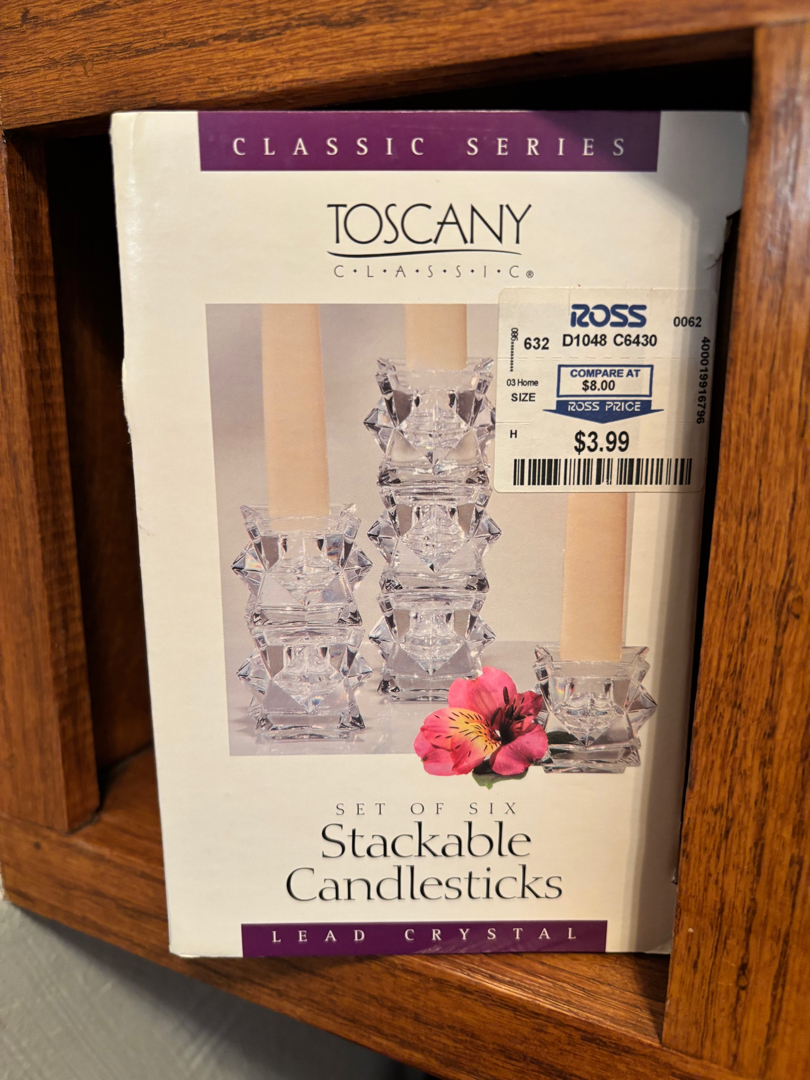 CLASSIC SERIES
TOSCANY
C•L•A•S•S•I•C®
ROSS
0062
632 D1048 C6430
COMPARE AT
$8.00
03 Home
SIZE
ROSS PRICE
H
$3.99
400019916796
SET OF SIX
Stackable
Candlesticks
LEAD CRYSTAL